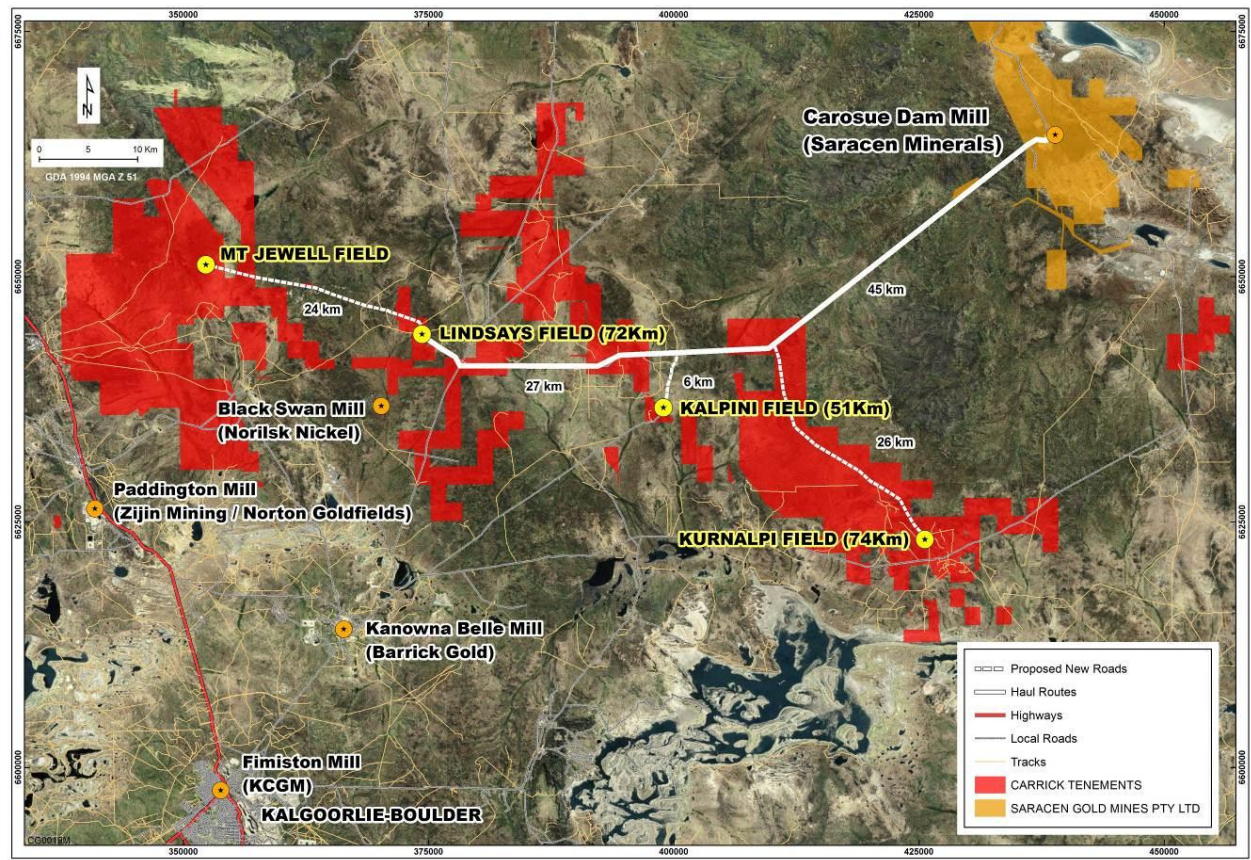 350000
375000
400000
425000
450000
6675000
6675000
N
0 5 10 Km
GDA 1994 MGA Z 51
Carosue Dam Mill
(Saracen Minerals)
MT JEWELL FIELD
6650000
6650000
24 km
45 km
LINDSAYS FIELD (72Km)
27 km
6 km
Black Swan Mill
(Norilsk Nickel)
KALPINI FIELD (51Km)
26 km
Paddington Mill
(Zijin Mining / Norton Goldfields)
6625000
6625000
KURNALPI FIELD (74Km)
Kanowna Belle Mill
(Barrick Gold)
Proposed New Roads
Haul Routes
Highways
Local Roads
Tracks
CARRICK TENEMENTS
SARACEN GOLD MINES PTY LTD
6600000
6600000
Fimiston Mill
(KCGM)
KALGOORLIE-BOULDER
CG0019M
350000
375000
400000
425000
450000